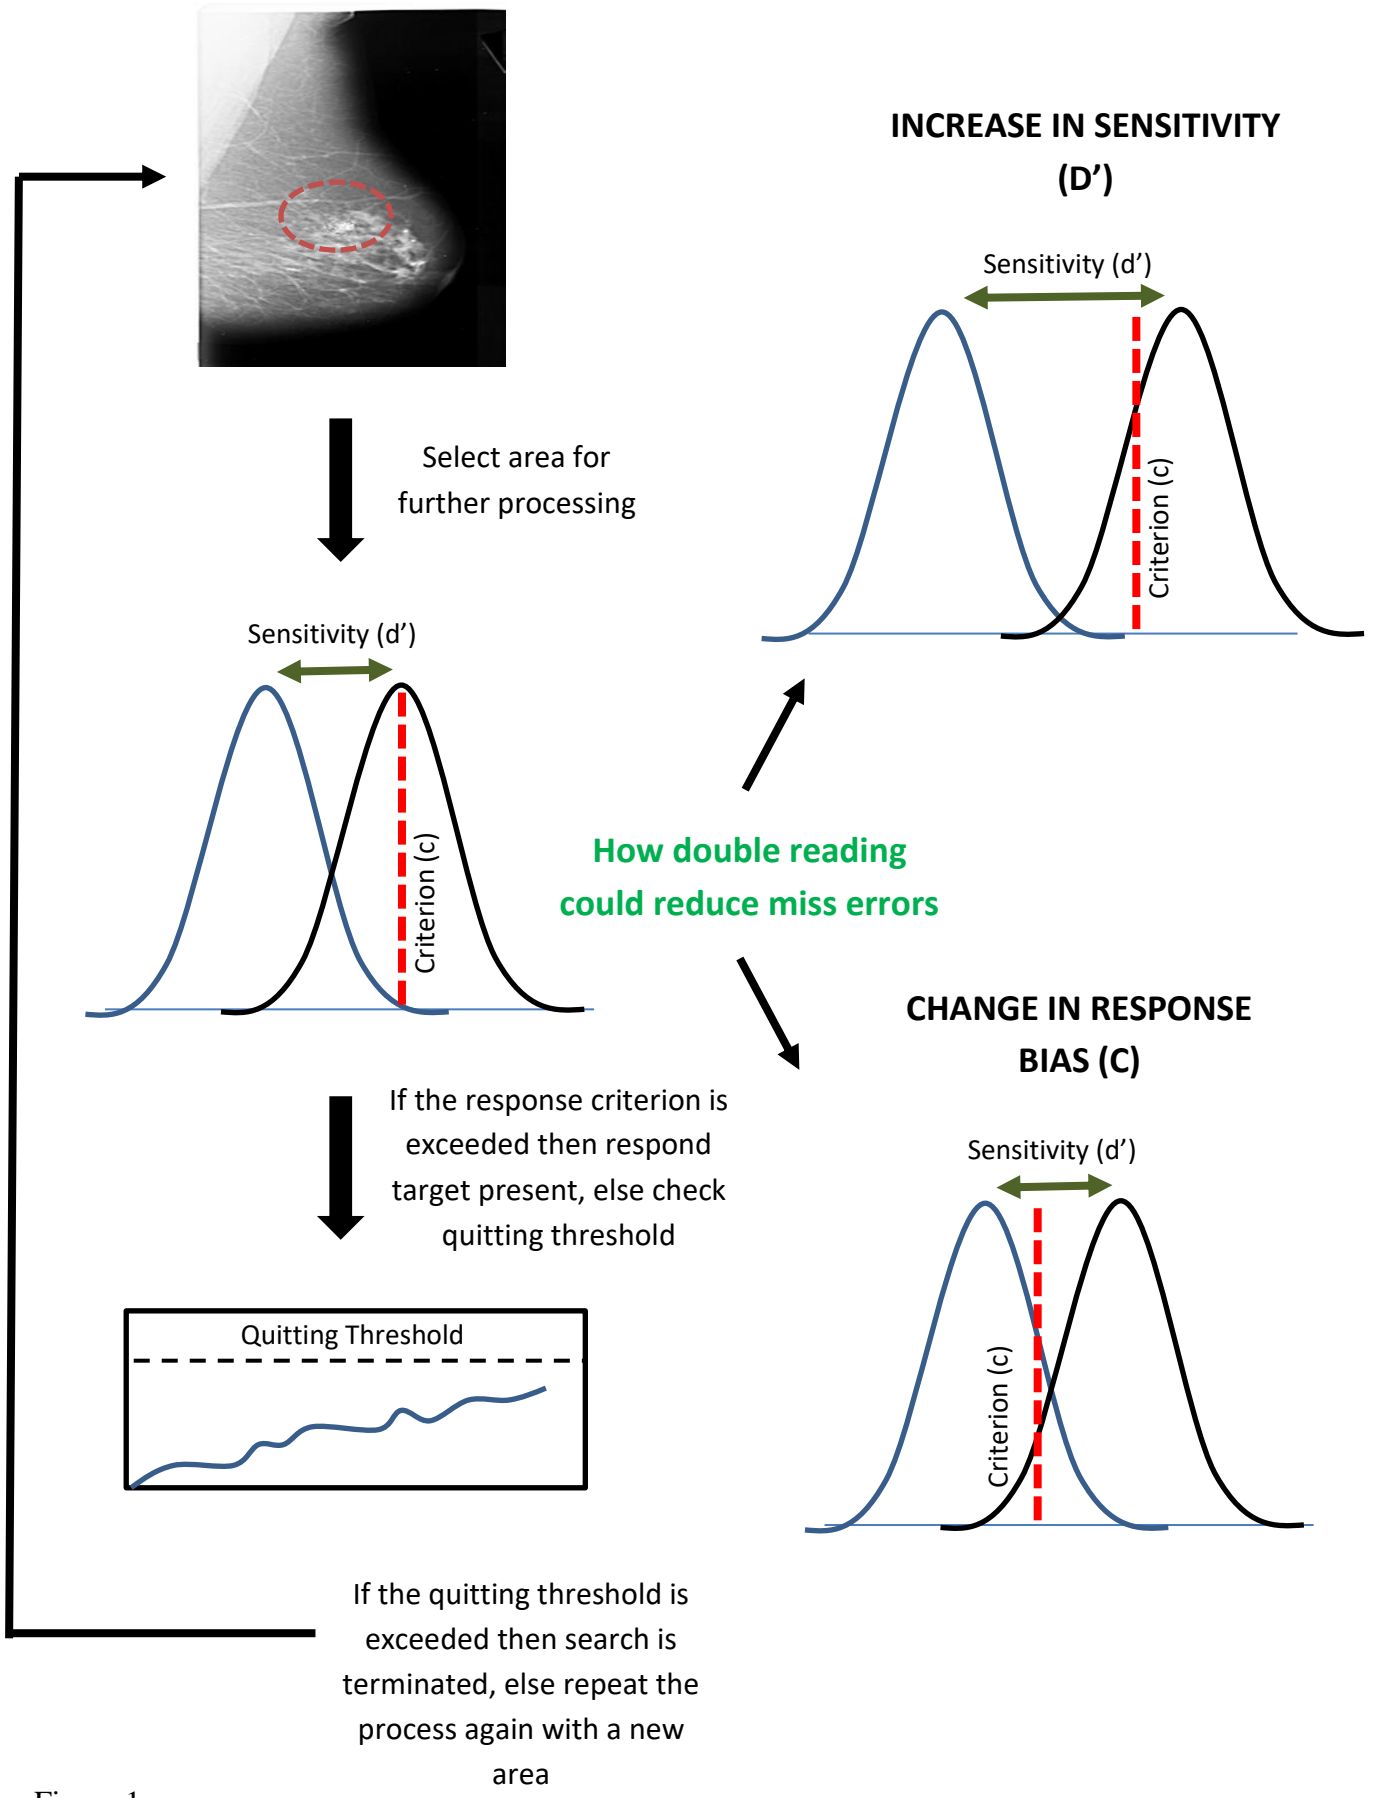 INCREASE IN SENSITIVITY
(D’)
Sensitivity (d’)
Criterion (c)
Select area for
further processing
Sensitivity (d’)
Criterion (c)
How double reading
could reduce miss errors
CHANGE IN RESPONSE
BIAS (C)
Sensitivity (d’)
Criterion (c)
If the response criterion is
exceeded then respond
target present, else check
quitting threshold
Quitting Threshold
If the quitting threshold is
exceeded then search is
terminated, else repeat the
process again with a new
area